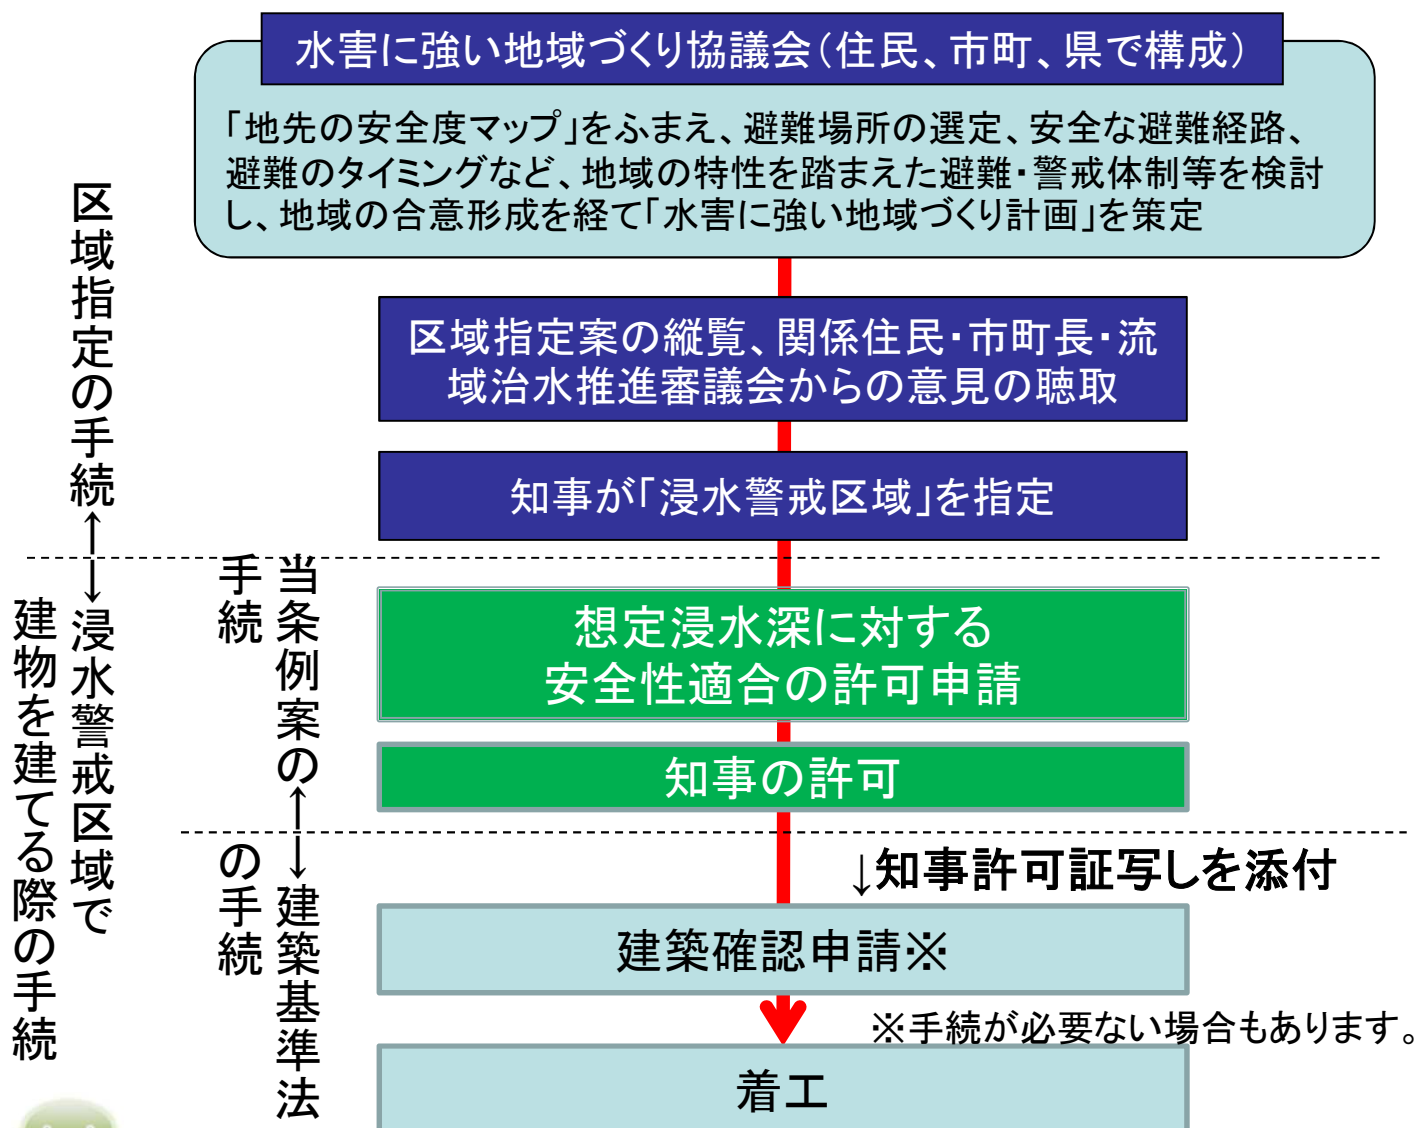 水害に強い地域づくり協議会(住民、市町、県で構成)
「地先の安全度マップ」をふまえ、避難場所の選定、安全な避難経路、
避難のタイミングなど、地域の特性を踏まえた避難・警戒体制等を検討
し、地域の合意形成を経て「水害に強い地域づくり計画」を策定
区域指定の手続
区域指定案の縦覧、関係住民・市町長・流
域治水推進審議会からの意見の聴取
知事が「浸水警戒区域」を指定
←→
浸水警戒区域で
建物を建てる際の手続
当条例案の
手続
想定浸水深に対する
安全性適合の許可申請
知事の許可
←→
建築基準法
の手続
↓知事許可証写しを添付
建築確認申請※
※手続が必要ない場合もあります。
着工